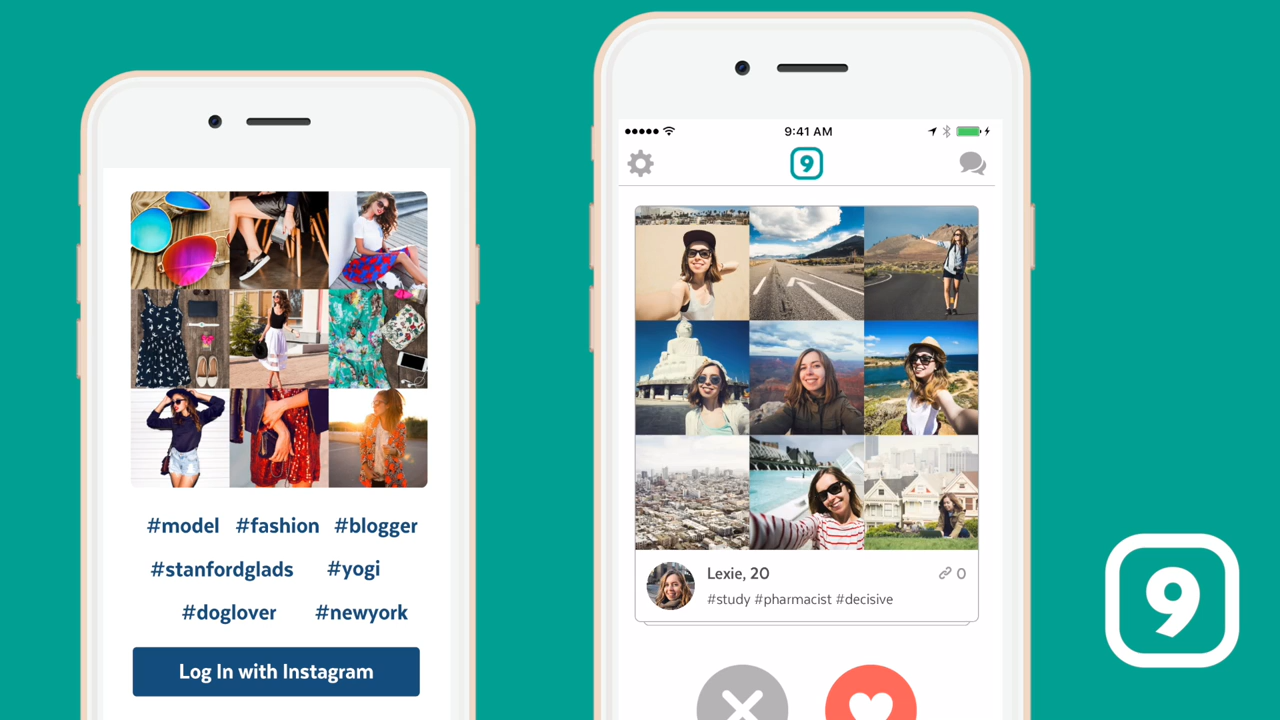 #model #fashion #blogger
#stanfordglads #yogi
#doglover #newyork
Log In with Instagram
9:41 AM
9
Lexie, 20
0
#study #pharmacist #decisive
9